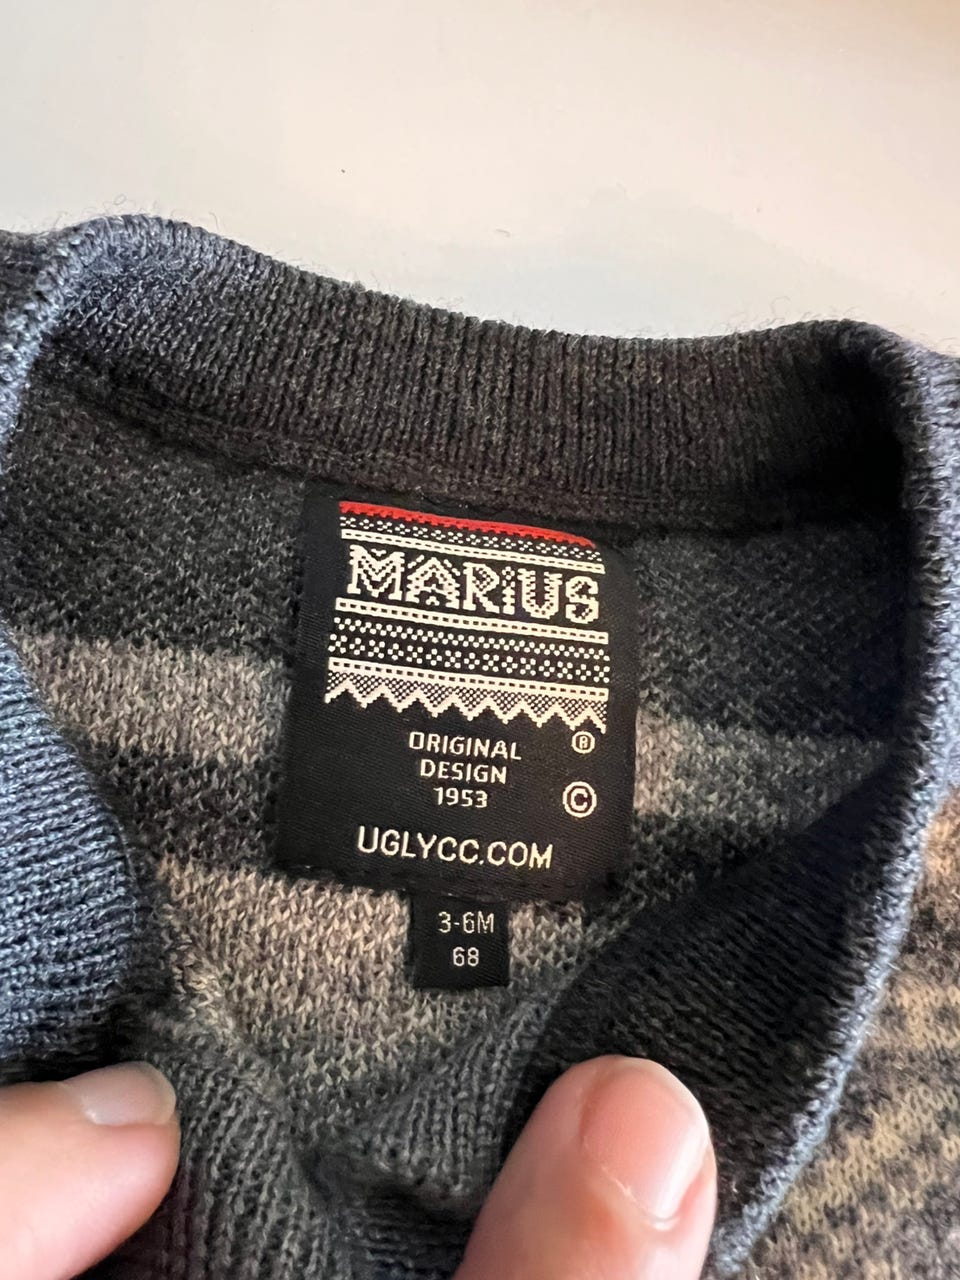 MARiUS
ORIGINAL ®
DESIGN
1953 ©
UGLYCC.COM
3-6M
68